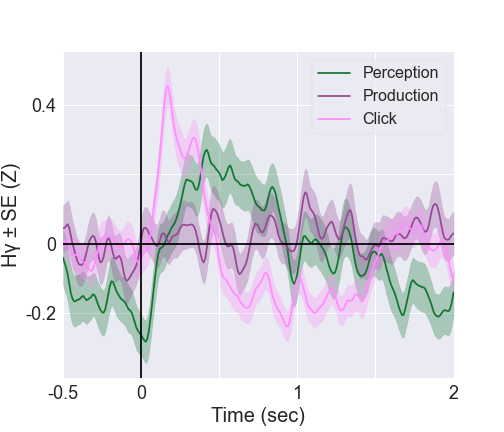 Perception
Production
Click
Hγ ± SE (Z)
0.4
0
-0.2
-0.5
0
1
2
Time (sec)